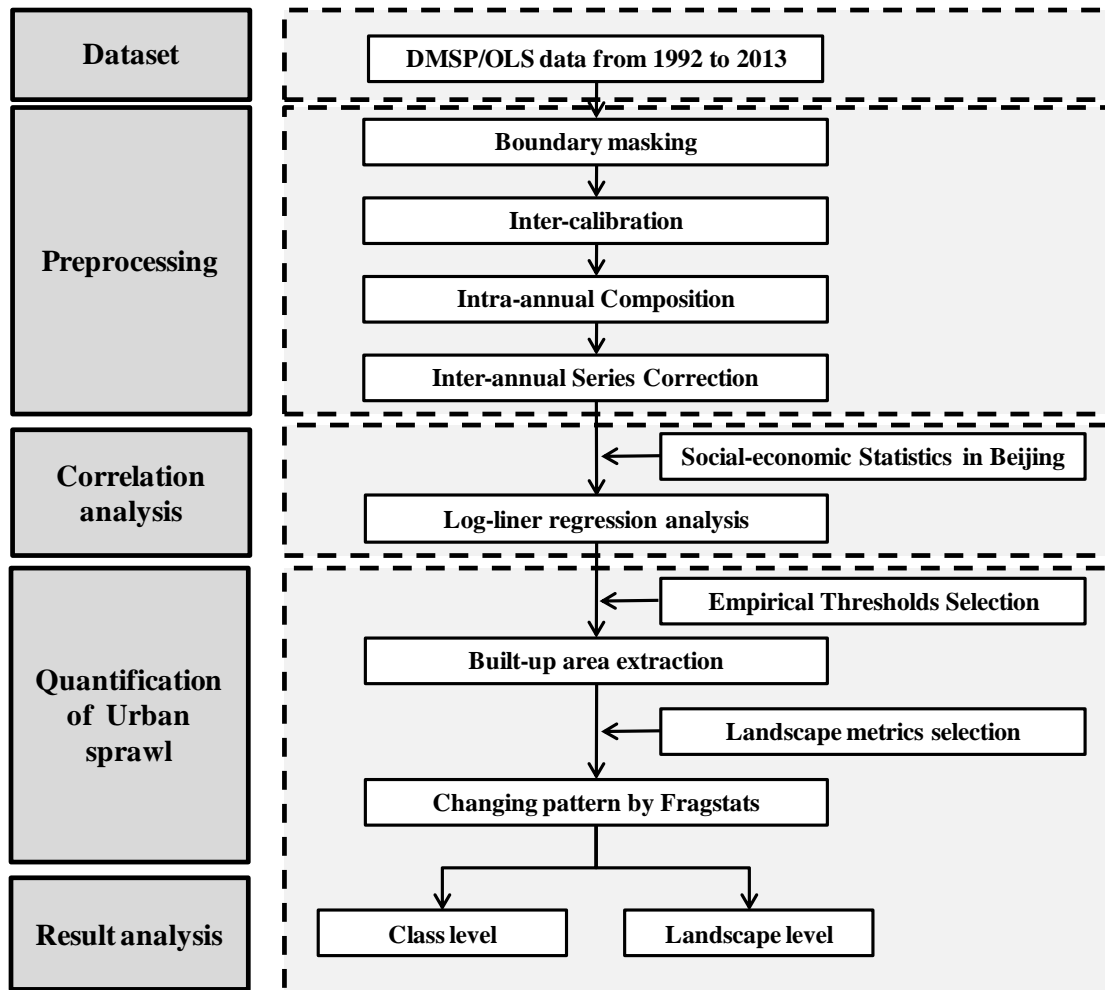 Dataset
DMSP/OLS data from 1992 to 2013
Preprocessing
Boundary masking
Inter-calibration
Intra-annual Composition
Inter-annual Series Correction
Correlation
analysis
Social-economic Statistics in Beijing
Log-liner regression analysis
Quantification
of Urban
sprawl
Empirical Thresholds Selection
Built-up area extraction
Landscape metrics selection
Changing pattern by Fragstats
Result analysis
Class level
Landscape level